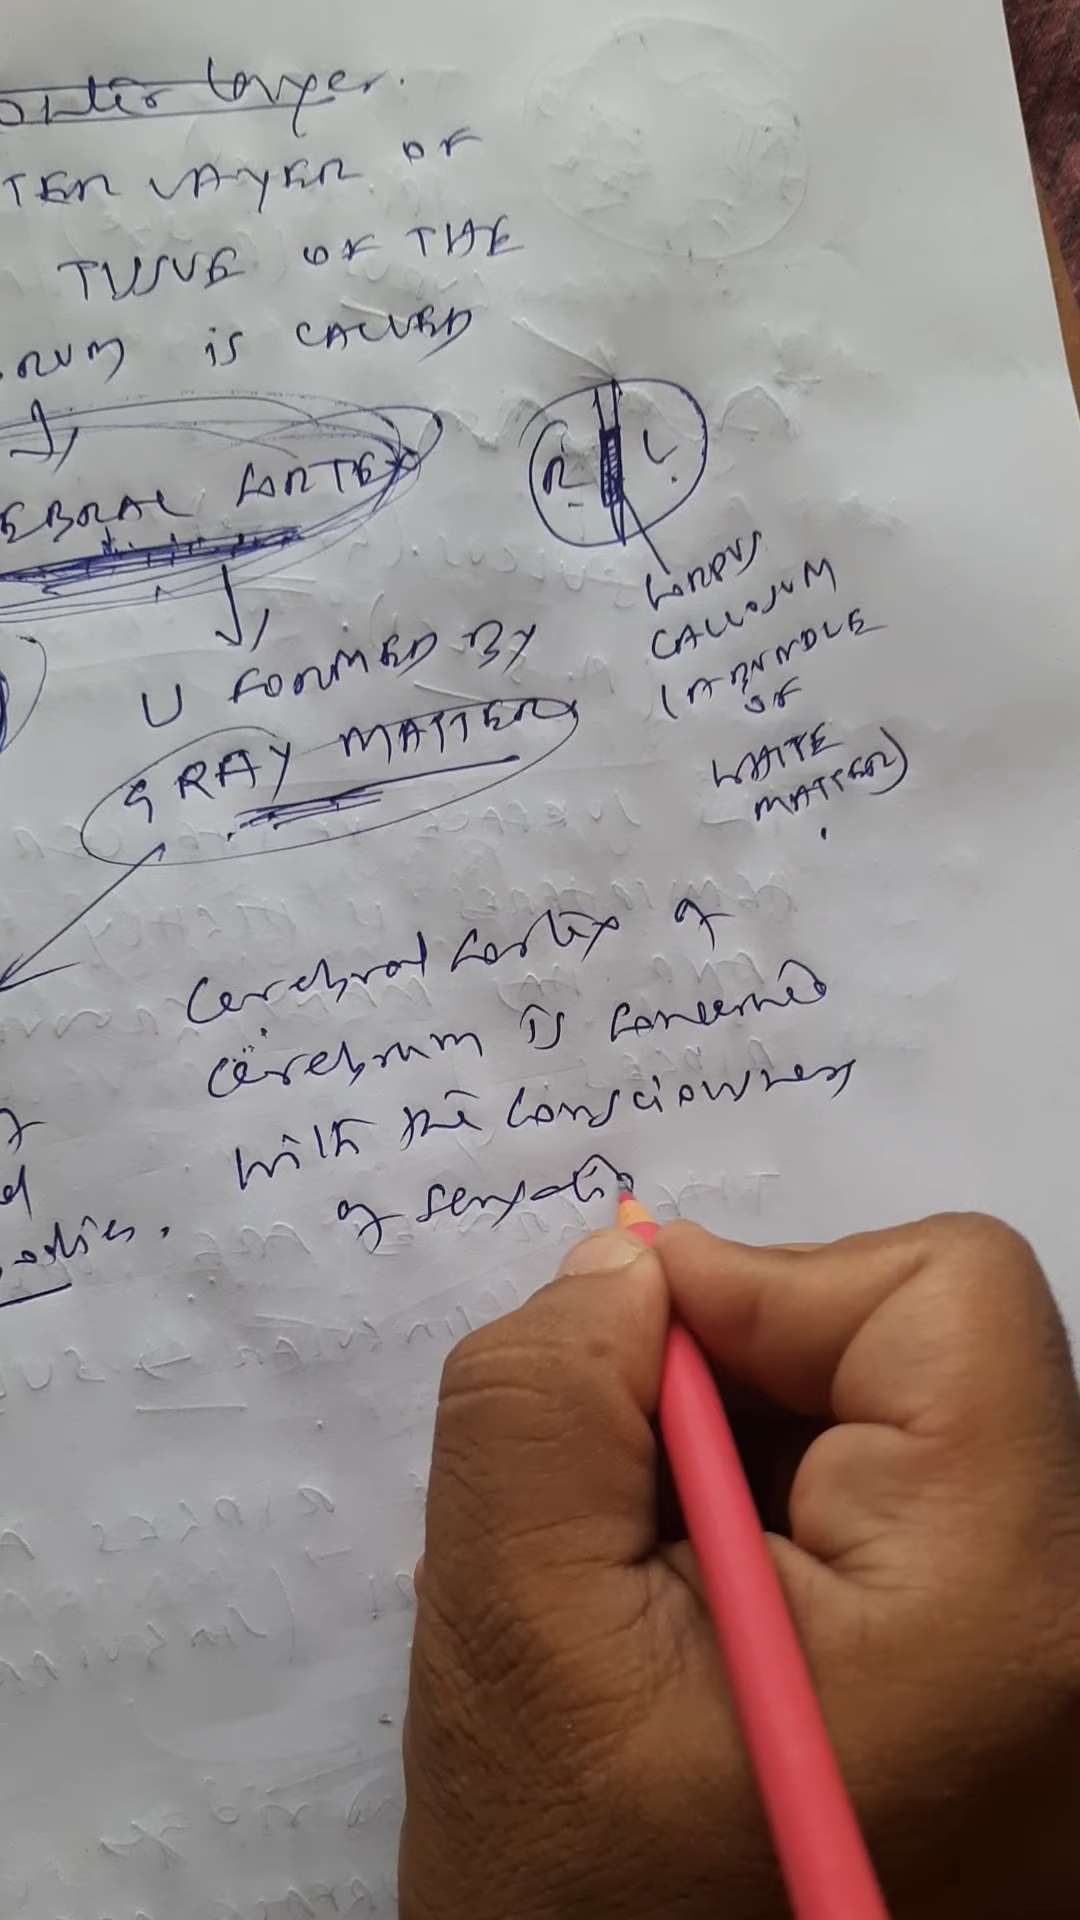 outer layer.
TER LAYER OF
TISSUE OF THE
RUM is CALLED
EBRAL CORTEX
R L
CORPUS
CALLOSUM
(A BUNDLE
OF
WHITE
MATTER)
U FORMED BY
GRAY MATTER
Cerebral Cortex of
Cerebrum is concerned
with the consciousness
of sensatio
odies.